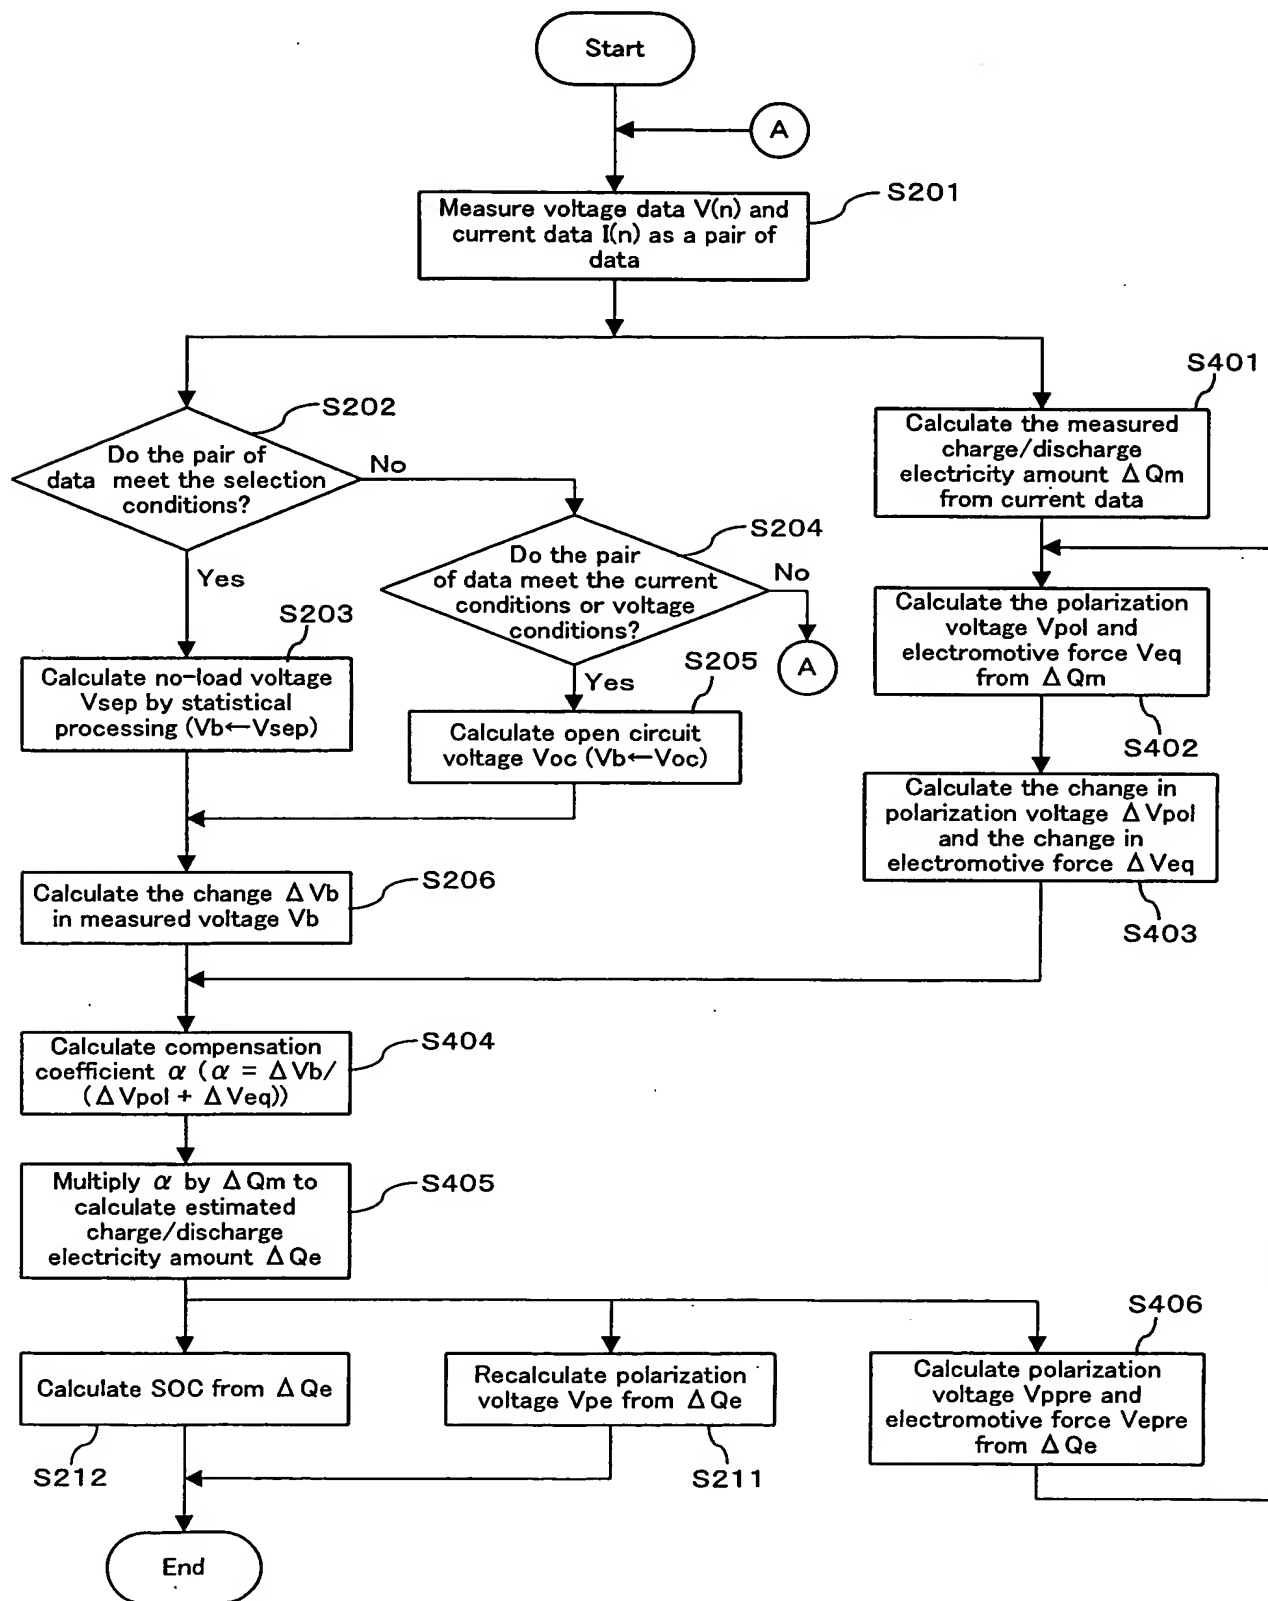 Start
A
S201
Measure voltage data V(n) and
current data I(n) as a pair of
data
S202
Do the pair of
data meet the selection
conditions?
No
Yes
S204
Do the pair
of data meet the current
conditions or voltage
conditions?
No
A
Yes
S203
Calculate no-load voltage
Vsep by statistical
processing (Vb←Vsep)
S205
Calculate open circuit
voltage Voc (Vb←Voc)
S401
Calculate the measured
charge/discharge
electricity amount ΔQm
from current data
Calculate the polarization
voltage Vpol and
electromotive force Veq
from ΔQm
S402
Calculate the change in
polarization voltage ΔVpol
and the change in
electromotive force ΔVeq
S403
Calculate the change ΔVb
in measured voltage Vb
S206
Calculate compensation
coefficient α (α = ΔVb/
(ΔVpol + ΔVeq))
S404
Multiply α by ΔQm to
calculate estimated
charge/discharge
electricity amount ΔQe
S405
Calculate SOC from ΔQe
S212
Recalculate polarization
voltage Vpe from ΔQe
S211
S406
Calculate polarization
voltage Vppre and
electromotive force Vepre
from ΔQe
End